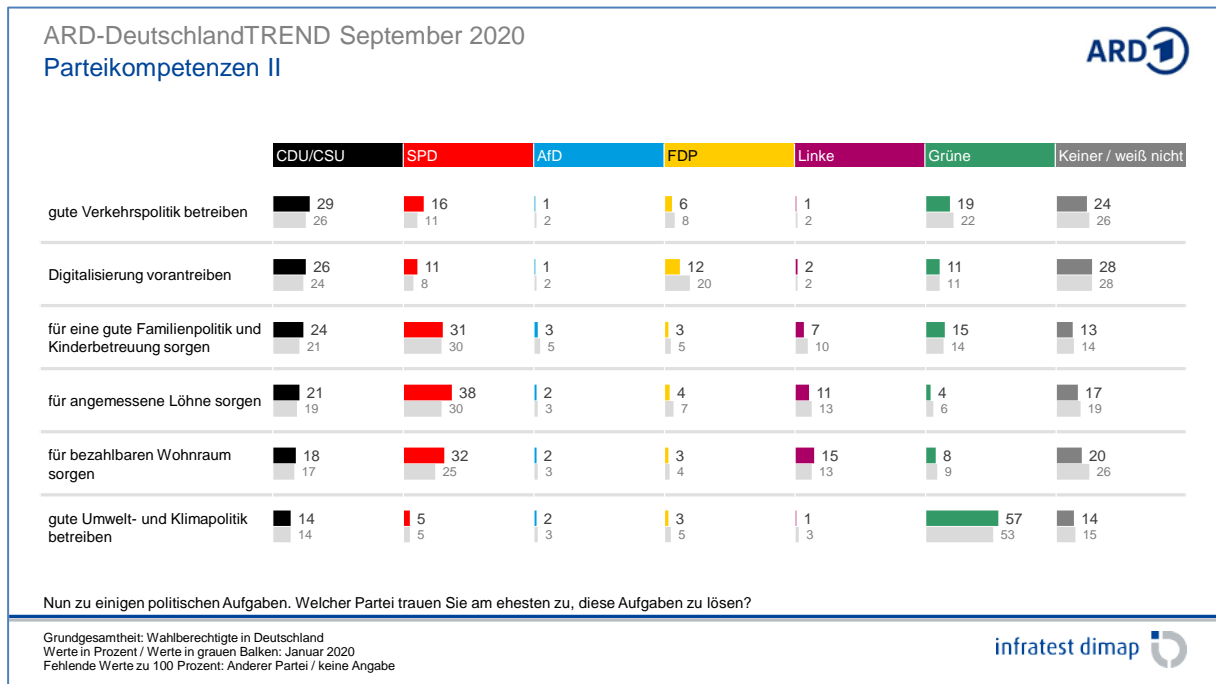 ARD-DeutschlandTREND September 2020
Parteikompetenzen II
ARD 1
CDU/CSU SPD AfD FDP Linke Grüne Keiner / weiß nicht
gute Verkehrspolitik betreiben 29 16 1 6 1 19 24
26 11 2 8 2 22 26
Digitalisierung vorantreiben 26 11 1 12 2 11 28
24 8 2 20 2 11 28
für eine gute Familienpolitik und 24 31 3 3 7 15 13
Kinderbetreuung sorgen 21 30 5 5 10 14 14
für angemessene Löhne sorgen 21 38 2 4 11 4 17
19 30 3 7 13 6 19
für bezahlbaren Wohnraum 18 32 2 3 15 8 20
sorgen 17 25 3 4 13 9 26
gute Umwelt- und Klimapolitik 14 5 2 3 1 57 14
betreiben 14 5 3 5 3 53 15
Nun zu einigen politischen Aufgaben. Welcher Partei trauen Sie am ehesten zu, diese Aufgaben zu lösen?
Grundgesamtheit: Wahlberechtigte in Deutschland
Werte in Prozent / Werte in grauen Balken: Januar 2020
Fehlende Werte zu 100 Prozent: Anderer Partei / keine Angabe
infratest dimap